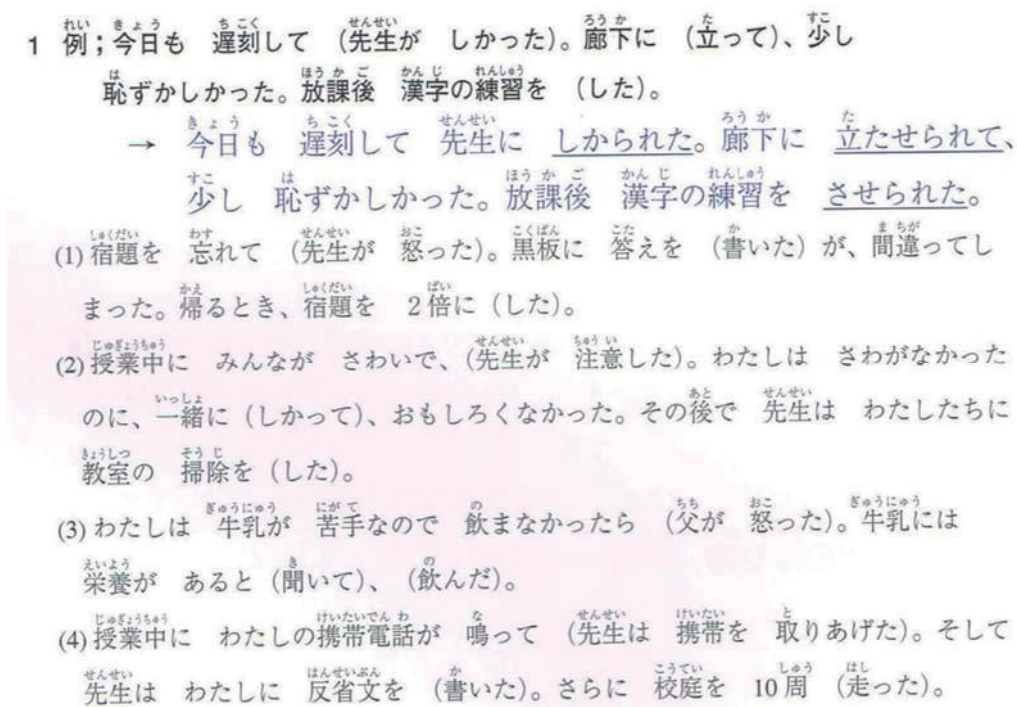 1 例；今日も 遅刻して （先生が しかった）。廊下に （立って）、少し
恥ずかしかった。放課後 漢字の練習を （した）。
→ 今日も 遅刻して 先生に しかられた。廊下に 立たせられて、
少し 恥ずかしかった。放課後 漢字の練習を させられた。
(1) 宿題を 忘れて （先生が 怒った）。黒板に 答えを （書いた）が、間違ってし
まった。帰るとき、宿題を 2倍に（した）。
(2) 授業中に みんなが さわいで、（先生が 注意した）。わたしは さわがなかった
のに、一緒に（しかって）、おもしろくなかった。その後で 先生は わたしたちに
教室の 掃除を（した）。
(3) わたしは 牛乳が 苦手なので 飲まなかったら （父が 怒った）。牛乳には
栄養が あると（聞いて）、（飲んだ）。
(4) 授業中に わたしの携帯電話が 鳴って （先生は 携帯を 取りあげた）。そして
先生は わたしに 反省文を （書いた）。さらに 校庭を 10周 （走った）。